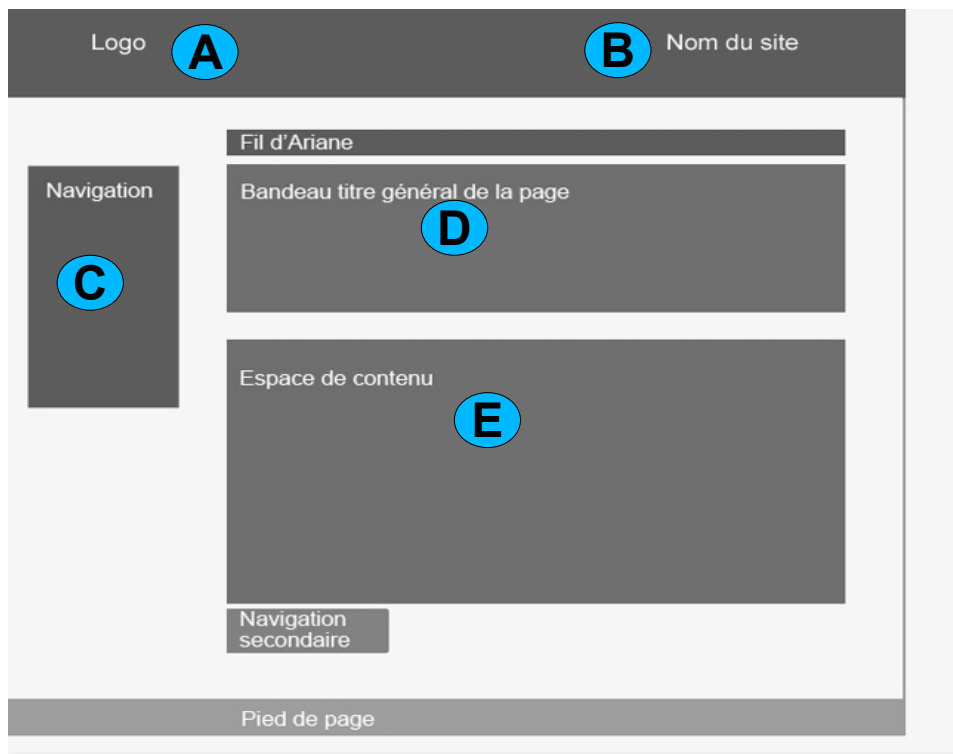 Logo
A
B
Nom du site
Fil d'Ariane
Navigation
C
Bandeau titre général de la page
D
Espace de contenu
E
Navigation
secondaire
Pied de page